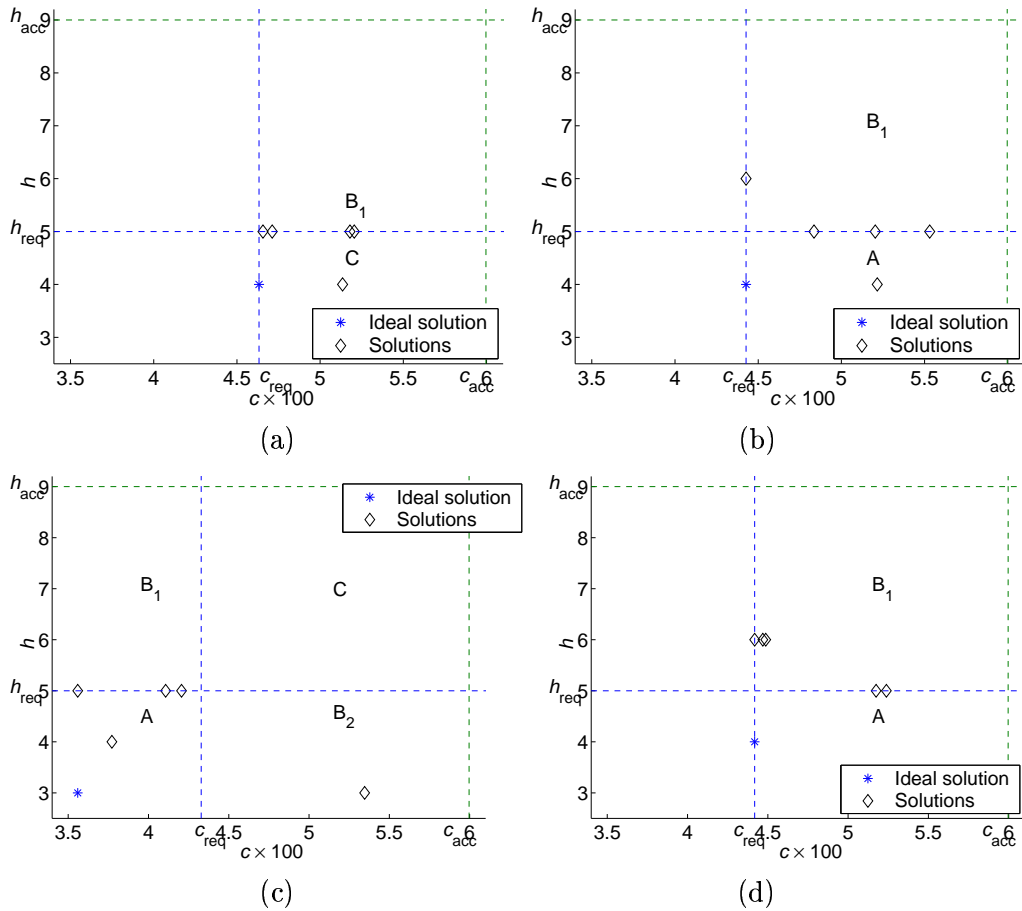 h_acc 9
8
7
h 6
B_1
h_req 5
C
4
3
Ideal solution
Solutions
3.5 4 4.5 c_req 5 5.5 c_acc 6
c × 100
(a)
h_acc 9
8
7
B_1
h 6
h_req 5
A
4
3
Ideal solution
Solutions
3.5 4 c_req 4.5 5 5.5 c_acc 6
c × 100
(b)
h_acc 9
Ideal solution
Solutions
8
7
B_1 C
h 6
h_req 5
A B_2
4
3
3.5 4 c_req 4.5 5 5.5 c_acc 6
c × 100
(c)
h_acc 9
8
7
B_1
h 6
h_req 5
A
4
3
Ideal solution
Solutions
3.5 4 c_req 4.5 5 5.5 c_acc 6
c × 100
(d)